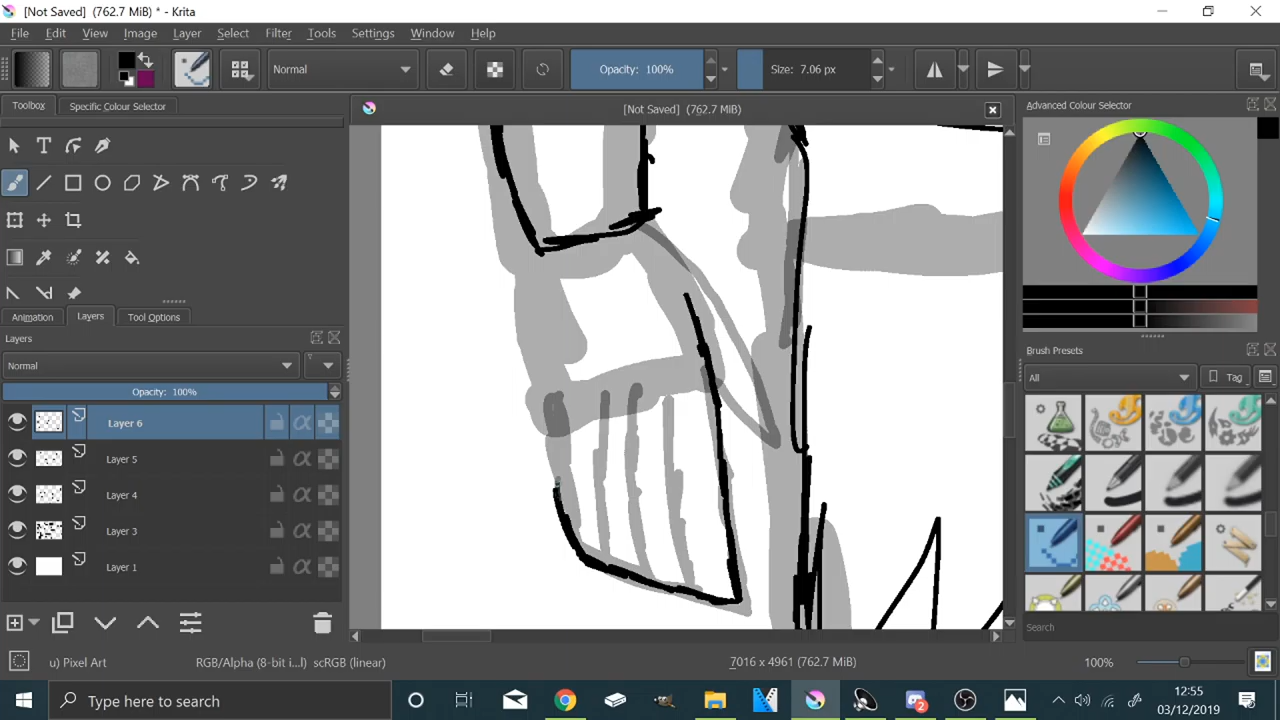 [Not Saved] (762.7 MiB) * - Krita
File Edit View Image Layer Select Filter Tools Settings Window Help
Normal Opacity: 100% Size: 7.06 px
Toolbox Specific Colour Selector
[Not Saved] (762.7 MiB)
Advanced Colour Selector
Animation Layers Tool Options
Layers
Normal
Opacity: 100%
Layer 6
Layer 5
Layer 4
Layer 3
Layer 1
Brush Presets
All Tag
Search
u) Pixel Art RGB/Alpha (8-bit i...l) scRGB (linear) 7016 x 4961 (762.7 MiB) 100%
Type here to search
2
12:55
03/12/2019